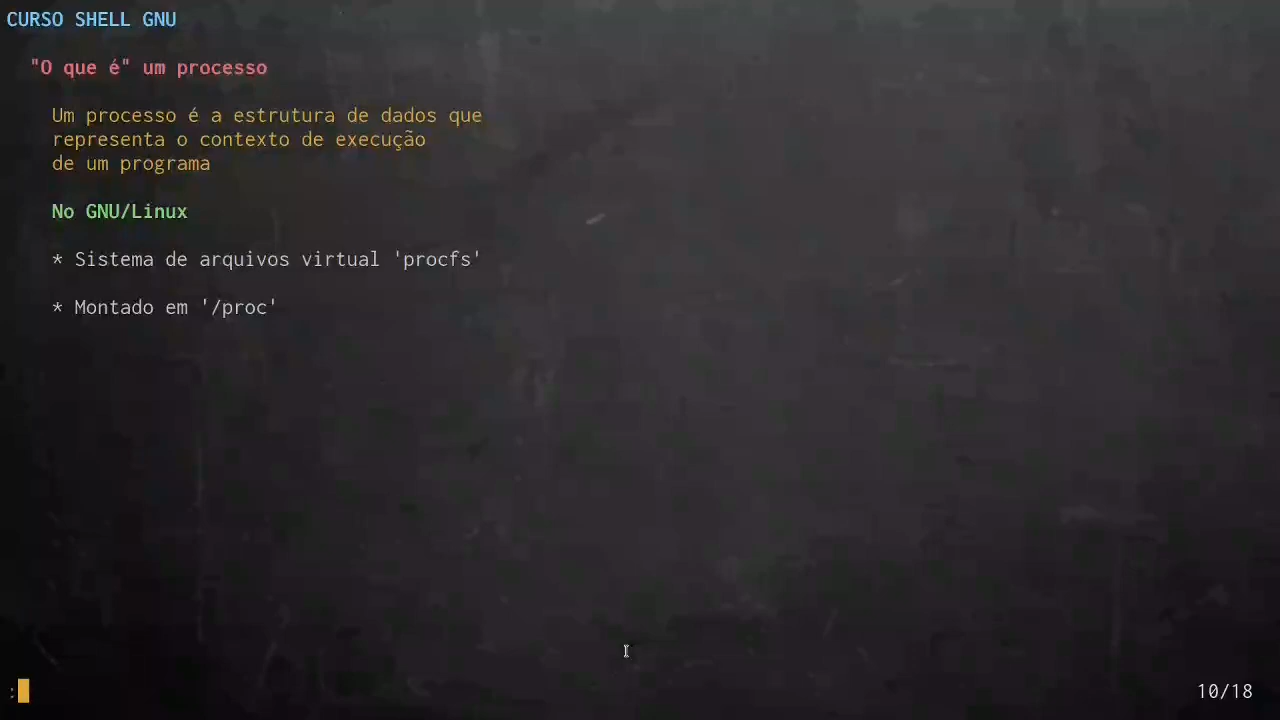 CURSO SHELL GNU
"O que é" um processo
Um processo é a estrutura de dados que
representa o contexto de execução
de um programa
No GNU/Linux
* Sistema de arquivos virtual 'procfs'
* Montado em '/proc'
:
10/18